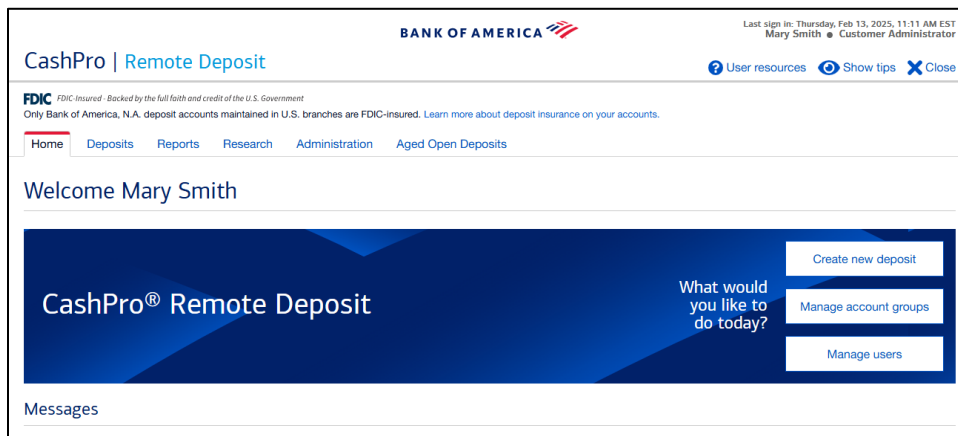 BANK OF AMERICA
Last sign in: Thursday, Feb 13, 2025, 11:11 AM EST
Mary Smith ● Customer Administrator
CashPro | Remote Deposit
? User resources Show tips Close
FDIC FDIC-Insured - Backed by the full faith and credit of the U.S. Government
Only Bank of America, N.A. deposit accounts maintained in U.S. branches are FDIC-insured. Learn more about deposit insurance on your accounts.
Home Deposits Reports Research Administration Aged Open Deposits
Welcome Mary Smith
CashPro® Remote Deposit
What would
you like to
do today?
Create new deposit
Manage account groups
Manage users
Messages